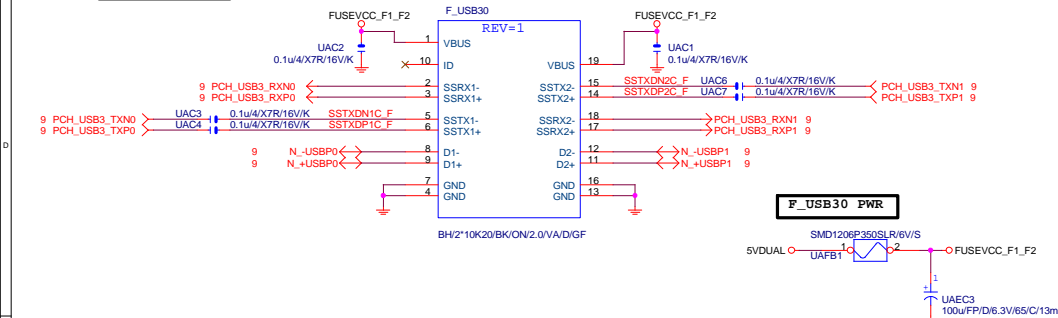 F_USB30
FUSEVCC_F1_F2
FUSEVCC_F1_F2
REV=1
1
VBUS
UAC2
0.1u/4/X7R/16V/K
UAC1
0.1u/4/X7R/16V/K
10
ID
VBUS
19
9 PCH_USB3_RXN0
2
SSRX1-
SSTX2-
15
SSTXDN2C_F
UAC6
0.1u/4/X7R/16V/K
PCH_USB3_TXN1 9
9 PCH_USB3_RXP0
3
SSRX1+
SSTX2+
14
SSTXDP2C_F
UAC7
0.1u/4/X7R/16V/K
PCH_USB3_TXP1 9
9 PCH_USB3_TXN0
UAC3
0.1u/4/X7R/16V/K
SSTXDN1C_F
5
SSTX1-
SSRX2-
18
PCH_USB3_RXN1 9
9 PCH_USB3_TXP0
UAC4
0.1u/4/X7R/16V/K
SSTXDP1C_F
6
SSTX1+
SSRX2+
17
PCH_USB3_RXP1 9
D
9
N_-USBP0
8
D1-
D2-
12
N_-USBP1
9
9
N_+USBP0
9
D1+
D2+
11
N_+USBP1
9
7
GND
GND
16
4
GND
GND
13
F_USB30 PWR
BH/2*10K20/BK/ON/2.0/VA/D/GF
SMD1206P350SLR/6V/S
5VDUAL
1
2
FUSEVCC_F1_F2
UAFB1
1
+
UAEC3
100u/FP/D/6.3V/65/C/13m